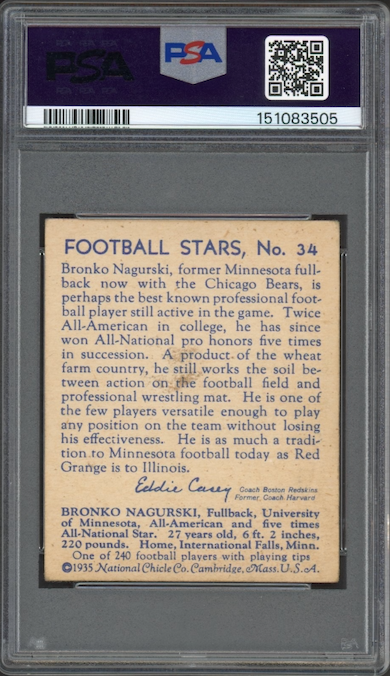 PSA
PSA
151083505
FOOTBALL STARS, No. 34
Bronko Nagurski, former Minnesota full-
back now with the Chicago Bears, is
perhaps the best known professional foot-
ball player still active in the game. Twice
All-American in college, he has since
won All-National pro honors five times
in succession. A product of the wheat
farm country, he still works the soil be-
tween action on the football field and
professional wrestling mat. He is one of
the few players versatile enough to play
any position on the team without losing
his effectiveness. He is as much a tradi-
tion to Minnesota football today as Red
Grange is to Illinois.
Eddie Casey Coach Boston Redskins
Former, Coach Harvard
BRONKO NAGURSKI, Fullback, University
of Minnesota, All-American and five times
All-National Star. 27 years old, 6 ft. 2 inches,
220 pounds. Home, International Falls, Minn.
One of 240 football players with playing tips
©1935 National Chicle Co. Cambridge, Mass. U.S.A.